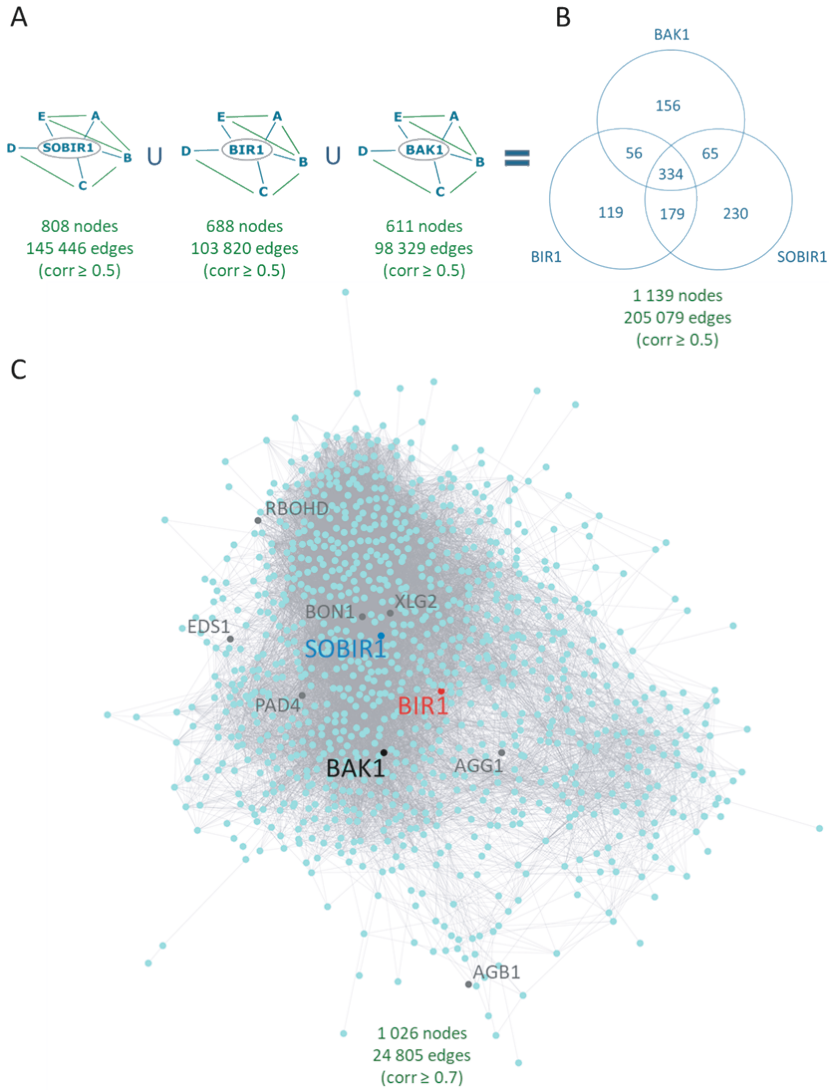 A
B
BAK1
E A
D SOBIR1 B
C
U
E A
D BIR1 B
C
U
E A
D BAK1 B
C
=
156
56 65
334
119 179 230
BIR1 SOBIR1
808 nodes
145 446 edges
(corr ≥ 0.5)
688 nodes
103 820 edges
(corr ≥ 0.5)
611 nodes
98 329 edges
(corr ≥ 0.5)
1 139 nodes
205 079 edges
(corr ≥ 0.5)
C
RBOHD
BON1 XLG2
EDS1
SOBIR1
PAD4
BIR1
BAK1
AGG1
AGB1
1 026 nodes
24 805 edges
(corr ≥ 0.7)